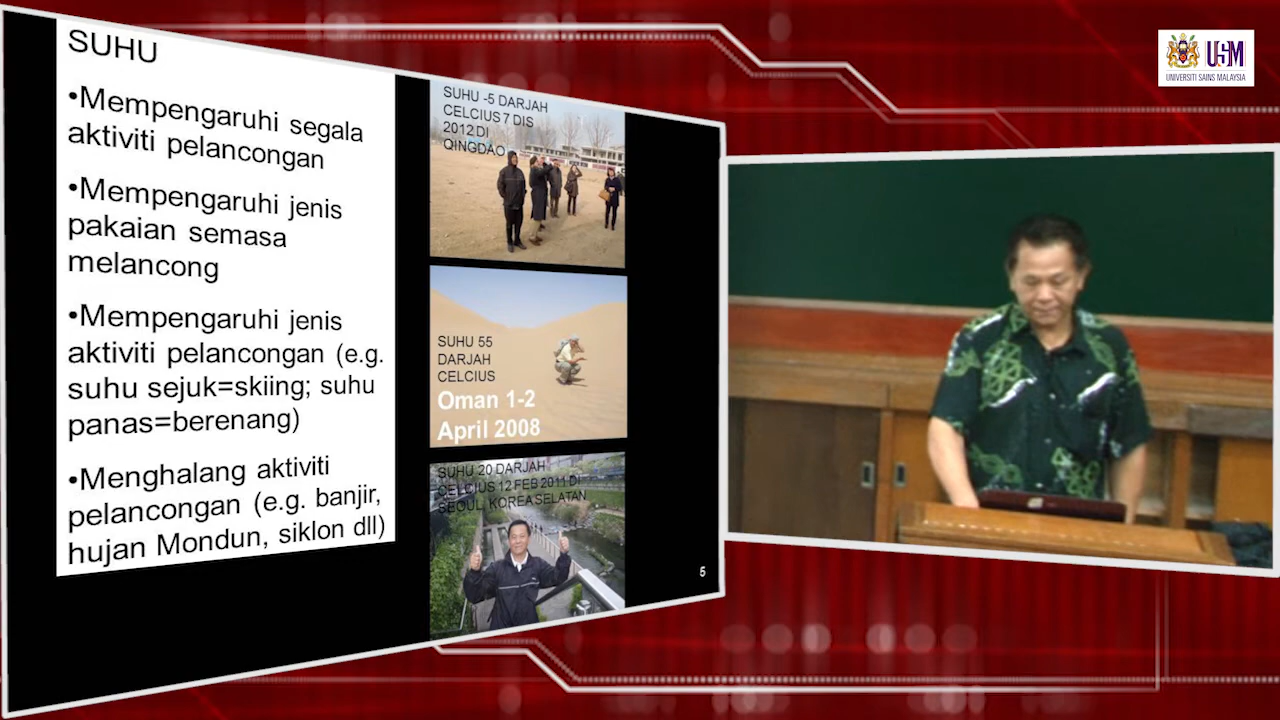 SUHU
•Mempengaruhi segala
aktiviti pelancongan
•Mempengaruhi jenis
pakaian semasa
melancong
•Mempengaruhi jenis
aktiviti pelancongan (e.g.
suhu sejuk=skiing; suhu
panas=berenang)
•Menghalang aktiviti
pelancongan (e.g. banjir,
hujan Mondun, siklon dll)
SUHU -5 DARJAH
CELCIUS 7 DIS
2012 DI
QINGDAO
SUHU 55
DARJAH
CELCIUS
Oman 1-2
April 2008
SUHU 20 DARJAH
CELCIUS 12 FEB 2011 DI
SEOUL, KOREA SELATAN
5
USM
UNIVERSITI SAINS MALAYSIA